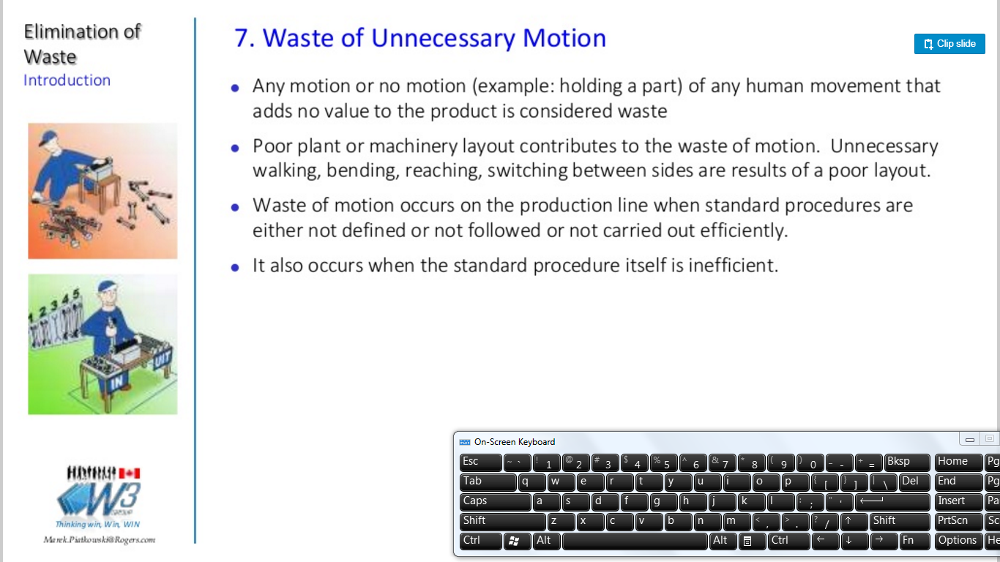 Elimination of
Waste
Introduction
7. Waste of Unnecessary Motion
Clip slide
• Any motion or no motion (example: holding a part) of any human movement that
adds no value to the product is considered waste
• Poor plant or machinery layout contributes to the waste of motion. Unnecessary
walking, bending, reaching, switching between sides are results of a poor layout.
• Waste of motion occurs on the production line when standard procedures are
either not defined or not followed or not carried out efficiently.
• It also occurs when the standard procedure itself is inefficient.
1 2 3 4 5
IN
UIT
W3
GROUP
Thinking win, Win, WIN
Marek.Piatkowski@Rogers.com
On-Screen Keyboard
Esc ~ ` ! 1 @ 2 # 3 $ 4 % 5 ^ 6 & 7 * 8 ( 9 ) 0 _ - + = Bksp Home Pg
Tab q w e r t y u i o p { [ } ] | \ Del End Pg
Caps a s d f g h j k l : ; " ' Insert Pa
Shift z x c v b n m < , > . ? / ↑ Shift PrtScn Sc
Ctrl Alt Alt Ctrl ← ↓ → Fn Options He